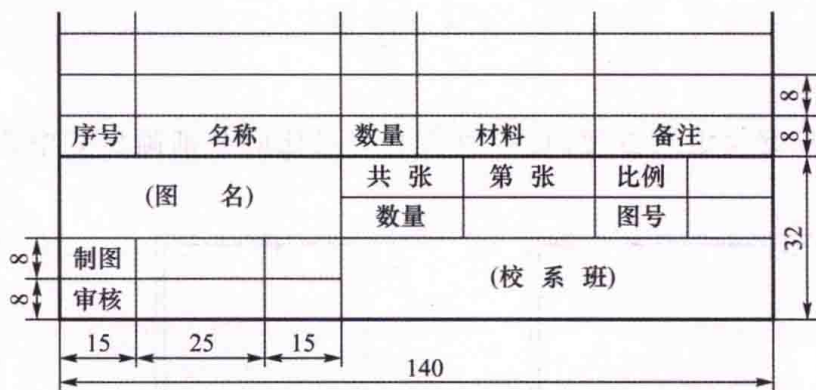 8
序号 名称 数量 材料 备注 8
(图 名) 共 张 第 张 比例
数量 图号 32
8 制图 (校 系 班)
8 审核
15 25 15
140